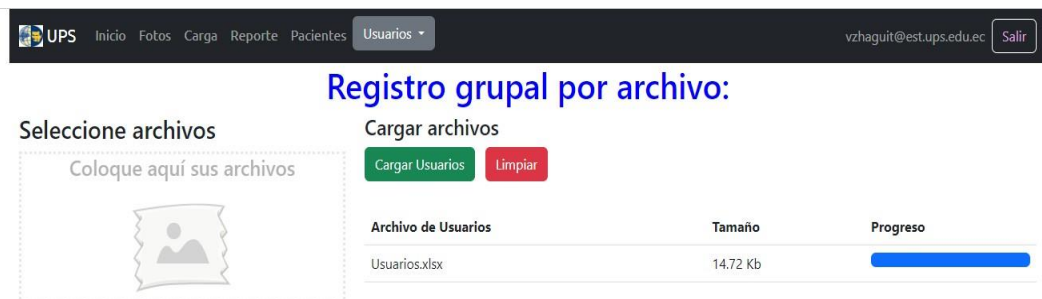 UPS Inicio Fotos Carga Reporte Pacientes Usuarios vzhaguit@est.ups.edu.ec Salir
Registro grupal por archivo:
Seleccione archivos
Coloque aquí sus archivos
Cargar archivos
Cargar Usuarios Limpiar
Archivo de Usuarios Tamaño Progreso
Usuarios.xlsx 14.72 Kb